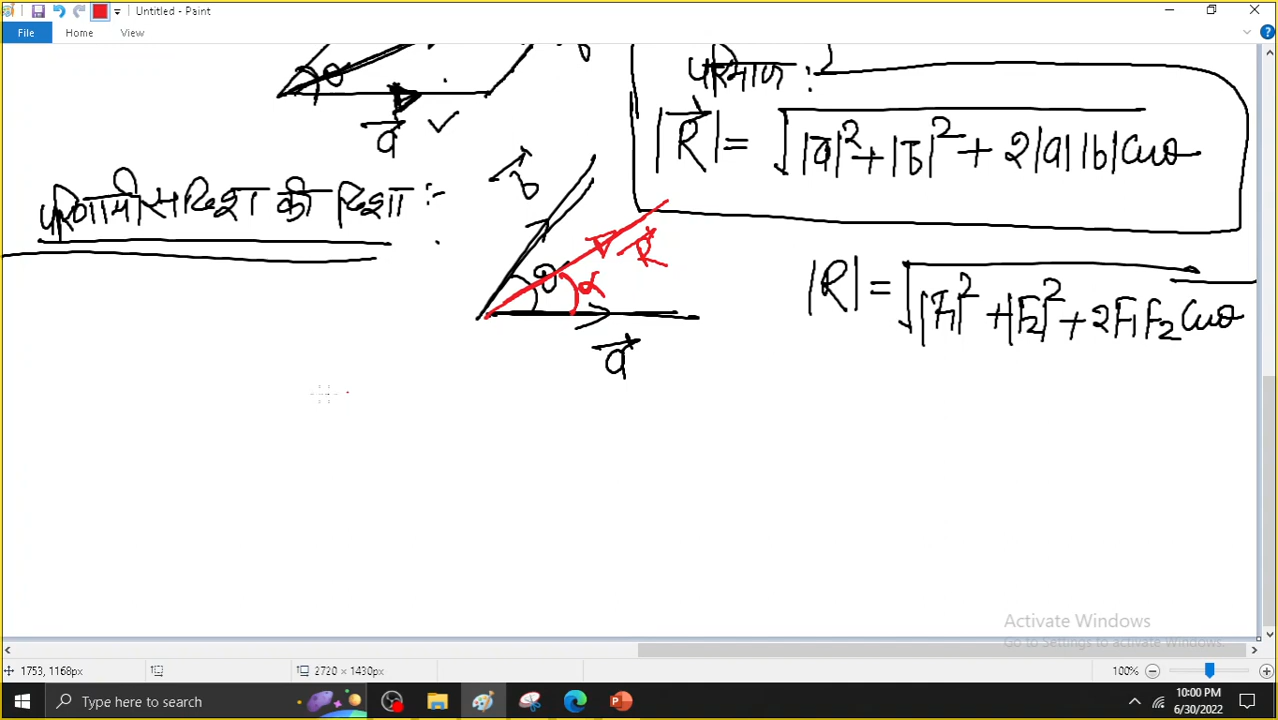 Untitled - Paint
File Home View
θ
b
a
परिमाण :
|R| = √|a|² + |b|² + 2|a||b|Cosθ
परिणामी सदिश की दिशा :-
b
θ
R
α
a
|R| = √|F₁|² + |F₂|² + 2F₁F₂Cosθ
Activate Windows
Go to Settings to activate Windows.
1753, 1168px
2720 × 1430px
100%
Type here to search
10:00 PM
6/30/2022